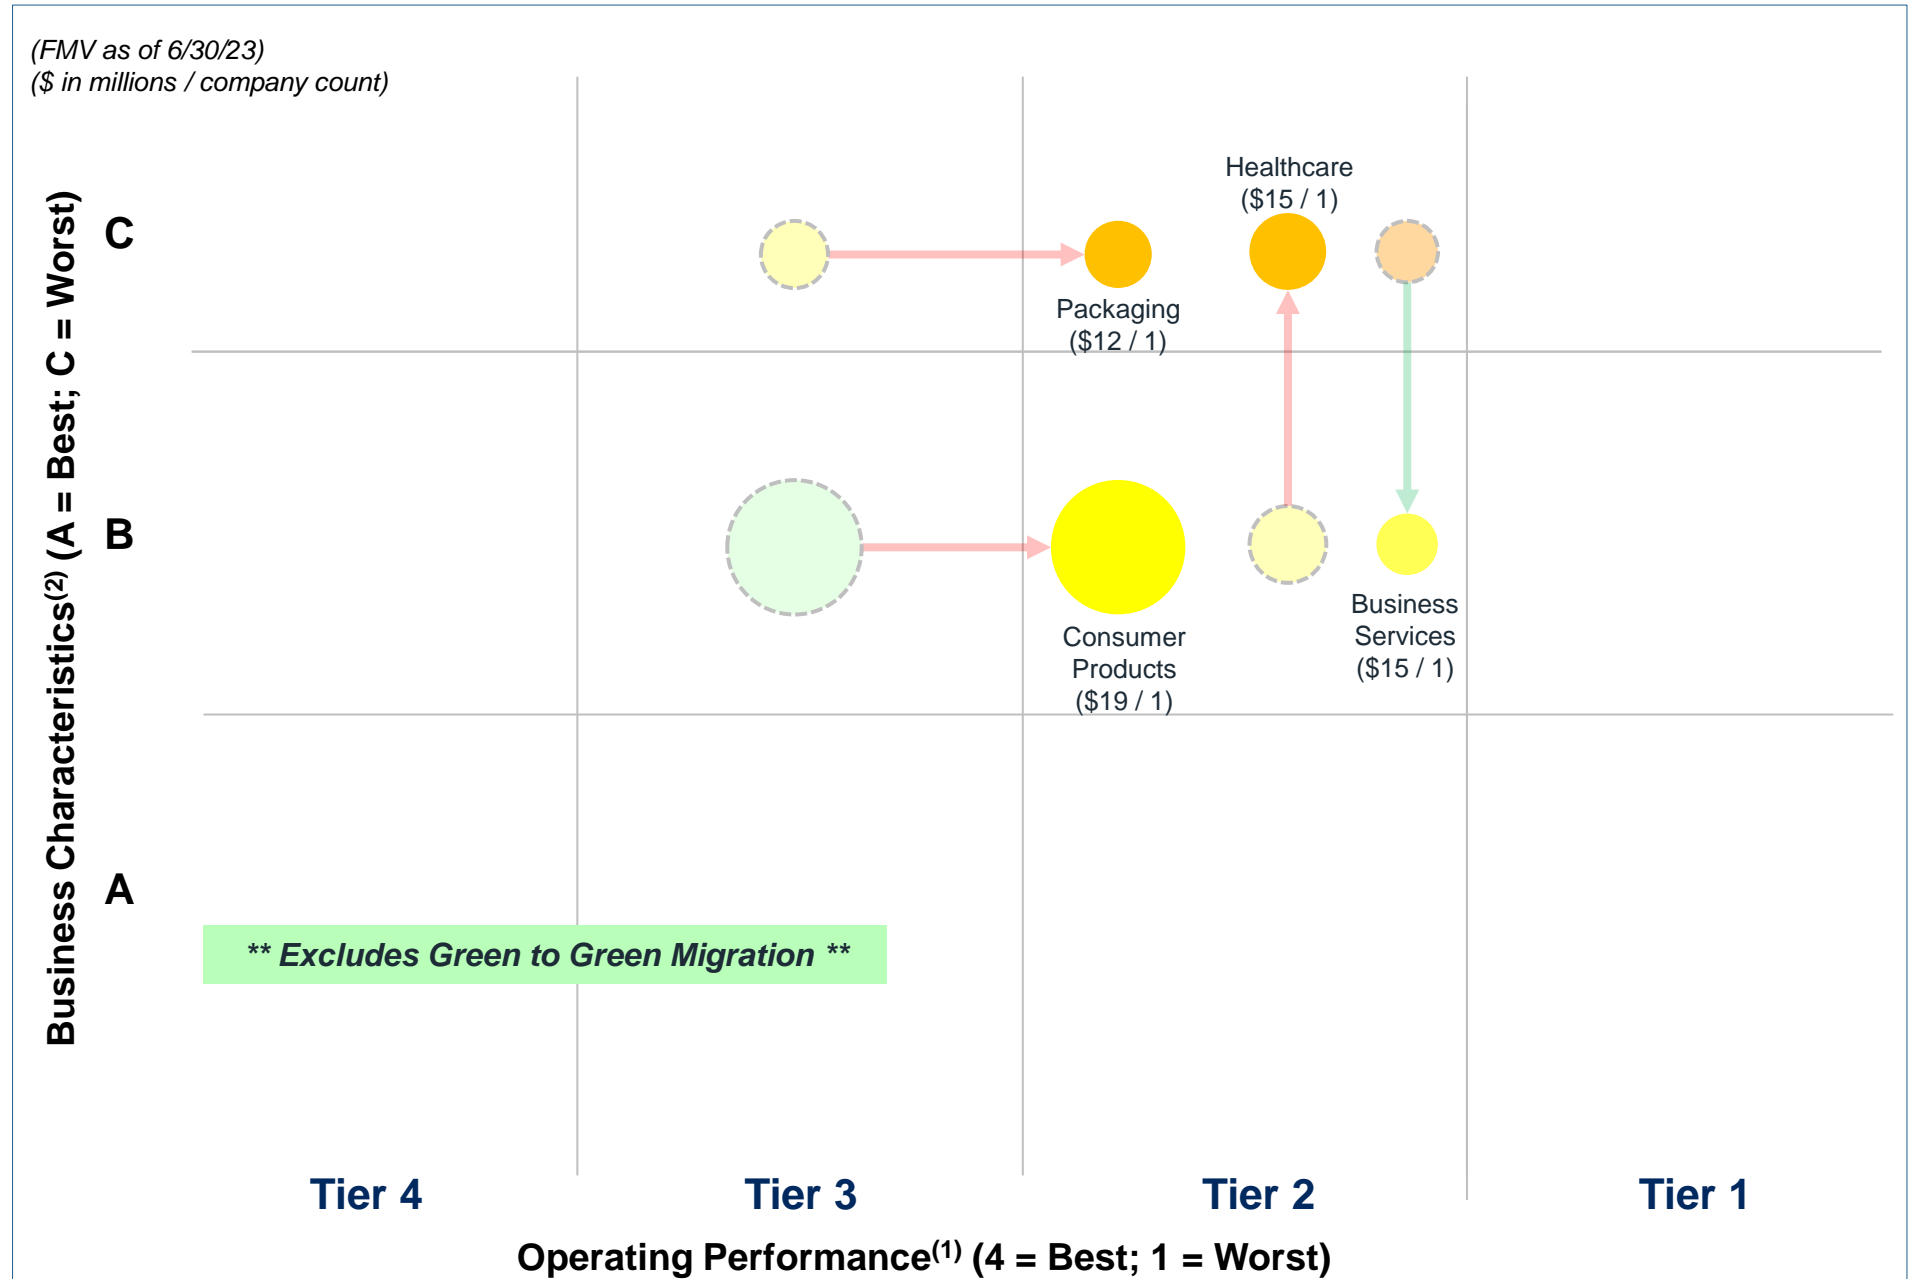 (FMV as of 6/30/23)
($ in millions / company count)
Business Characteristics(2) (A = Best; C = Worst)
C
Healthcare
($15 / 1)
Packaging
($12 / 1)
B
Consumer
Products
($19 / 1)
Business
Services
($15 / 1)
A
** Excludes Green to Green Migration **
Tier 4
Tier 3
Tier 2
Tier 1
Operating Performance(1) (4 = Best; 1 = Worst)